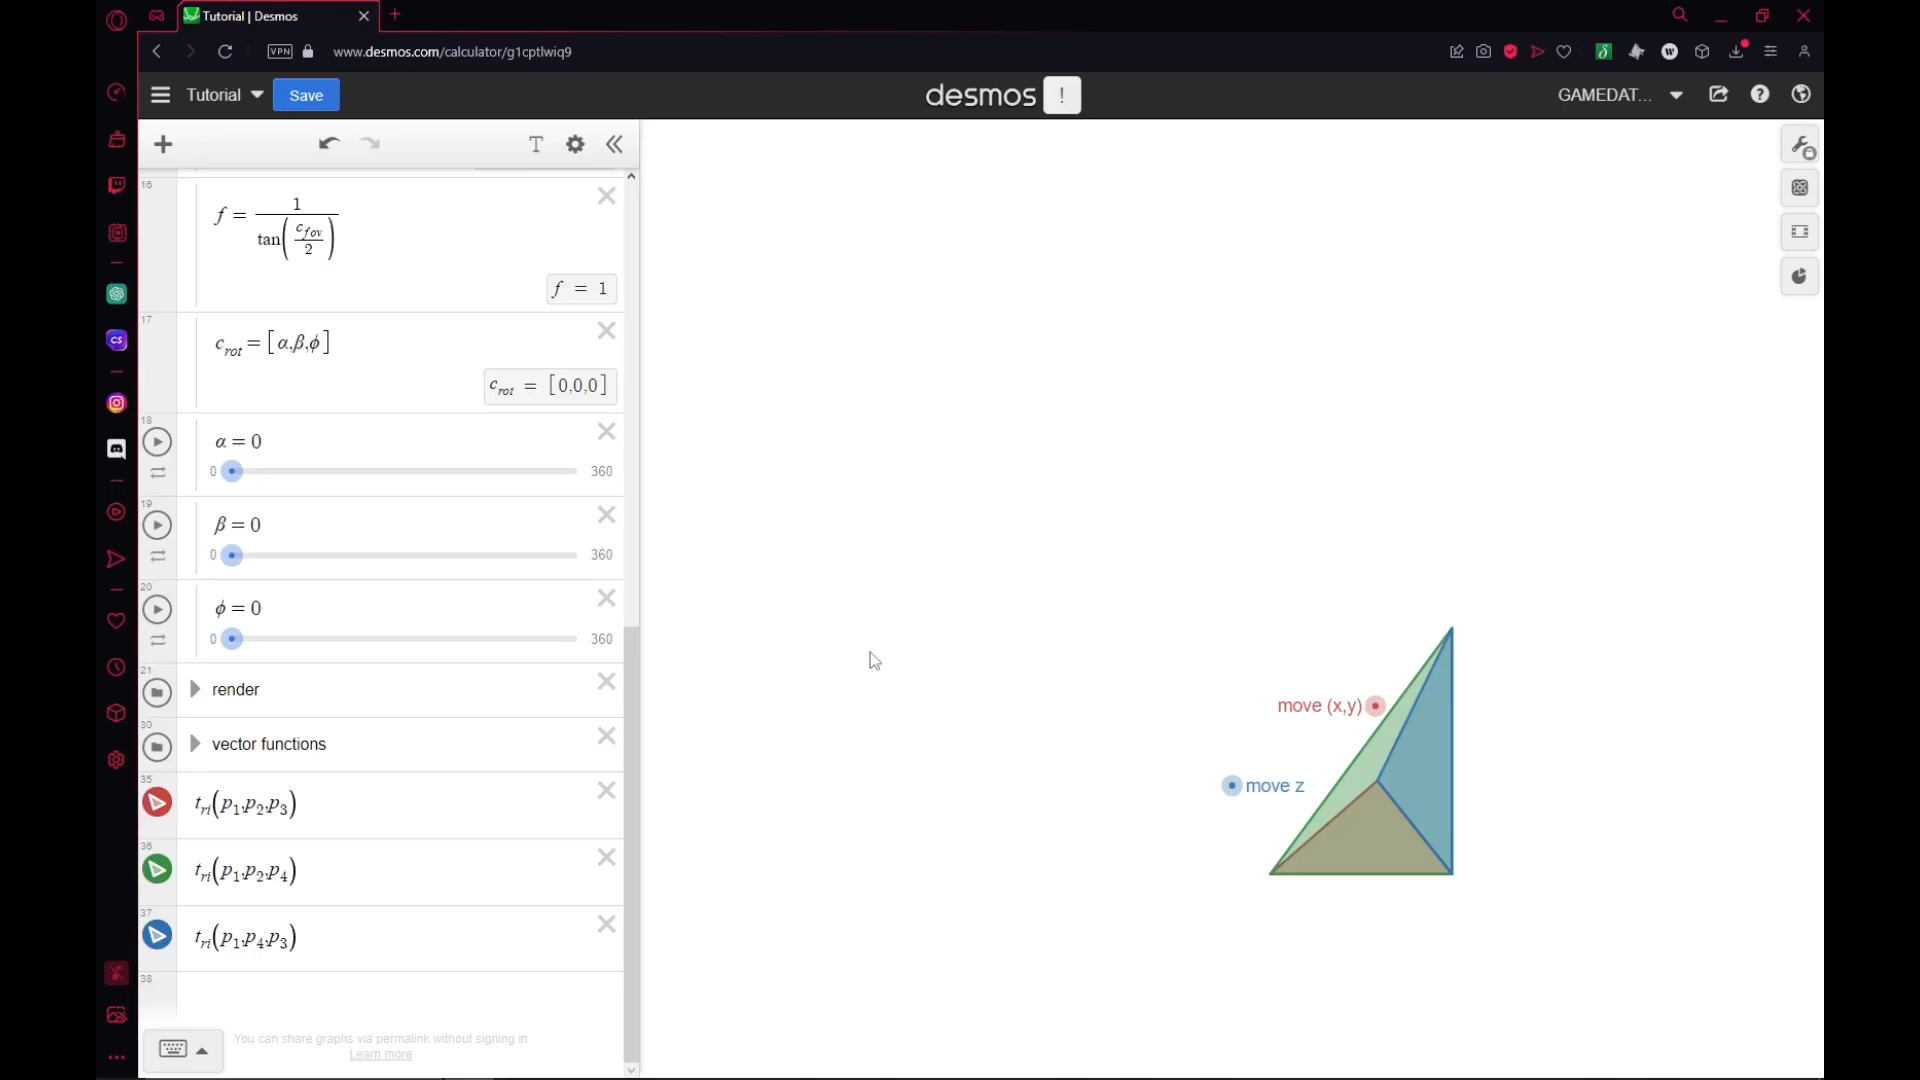 Tutorial | Desmos
VPN
www.desmos.com/calculator/g1cptlwiq9
Tutorial
Save
desmos
!
GAMEDAT...
16
f = 1 / tan(c_fov / 2)
f = 1
17
c_rot = [α,β,ϕ]
c_rot = [0,0,0]
18
α = 0
0
360
19
β = 0
0
360
20
ϕ = 0
0
360
21
render
30
vector functions
35
t_ri(p_1,p_2,p_3)
36
t_ri(p_1,p_2,p_4)
37
t_ri(p_1,p_4,p_3)
38
You can share graphs via permalink without signing in
Learn more
move (x,y)
move z
CS